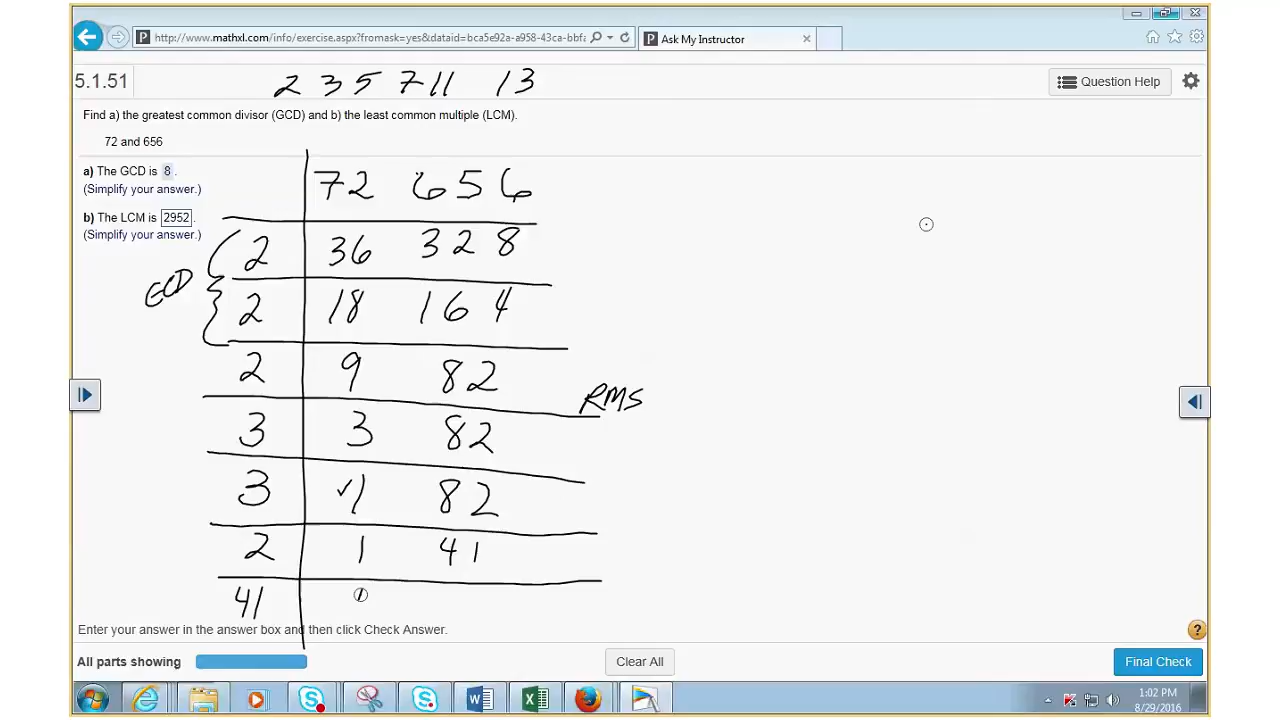 http://www.mathxl.com/info/exercise.aspx?fromask=yes&dataid=bca5e92a-a958-43ca-bbfa
Ask My Instructor
5.1.51
2 3 5 7 11 13
Question Help
Find a) the greatest common divisor (GCD) and b) the least common multiple (LCM).
72 and 656
a) The GCD is 8.
(Simplify your answer.)
b) The LCM is 2952.
(Simplify your answer.)
72 656
2 36 328
GCD
2 18 164
2 9 82
RMS
3 3 82
3 1 82
2 1 41
41 1
Enter your answer in the answer box and then click Check Answer.
All parts showing
Clear All
Final Check
1:02 PM
8/29/2016